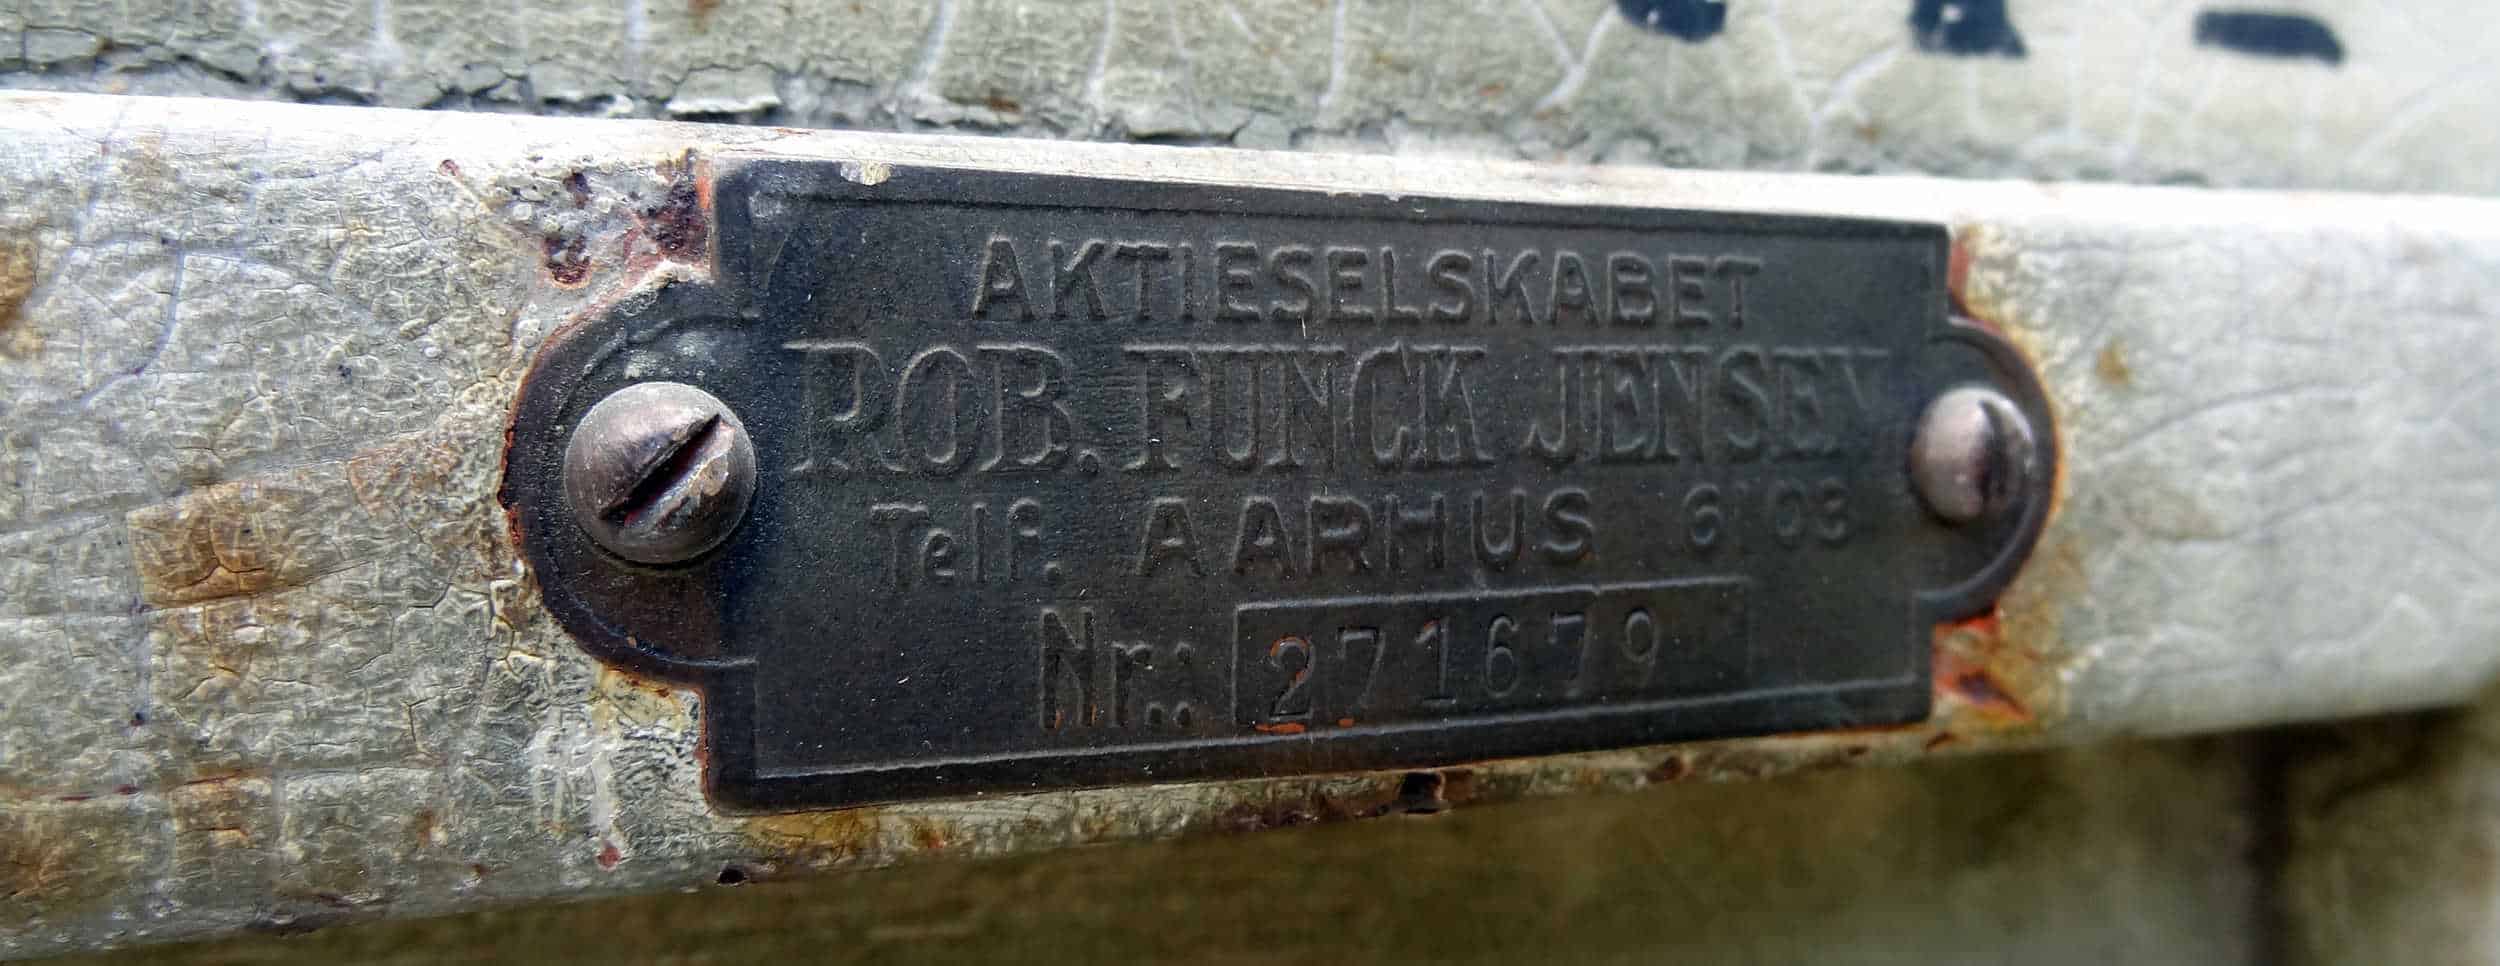 AKTIESELSKABET
ROB. FUNCK JENSEN
Telf. AARHUS 6103
Nr.: 271679